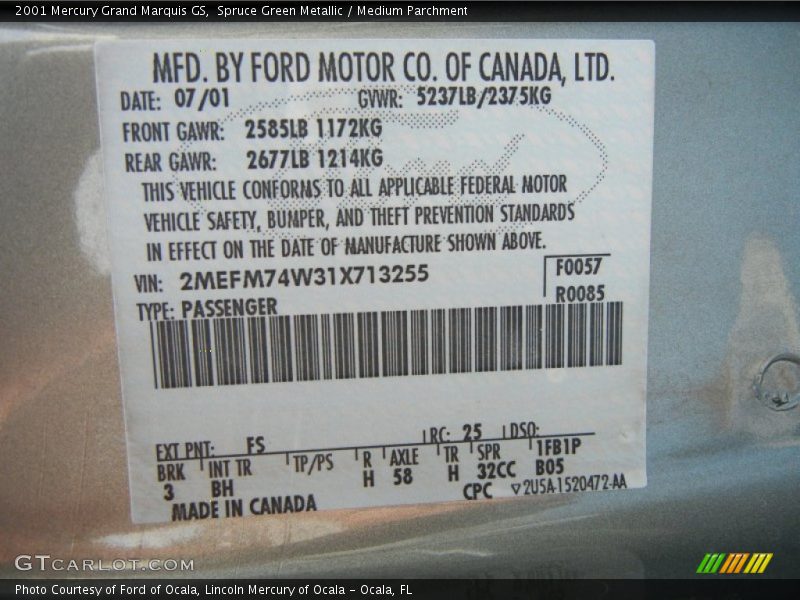 2001 Mercury Grand Marquis GS, Spruce Green Metallic / Medium Parchment
MFD. BY FORD MOTOR CO. OF CANADA, LTD.
DATE: 07/01 GVWR: 5237LB/2375KG
FRONT GAWR: 2585LB 1172KG
REAR GAWR: 2677LB 1214KG
THIS VEHICLE CONFORMS TO ALL APPLICABLE FEDERAL MOTOR
VEHICLE SAFETY, BUMPER, AND THEFT PREVENTION STANDARDS
IN EFFECT ON THE DATE OF MANUFACTURE SHOWN ABOVE.
VIN: 2MEFM74W31X713255 F0057
TYPE: PASSENGER R0085
EXT PNT: FS RC: 25 DSO:
BRK INT TR TP/PS R AXLE TR SPR 1FB1P
3 BH H 58 H 32CC B05
MADE IN CANADA CPC ▽2U5A-1520472-AA
GTCARLOT.COM
Photo Courtesy of Ford of Ocala, Lincoln Mercury of Ocala – Ocala, FL